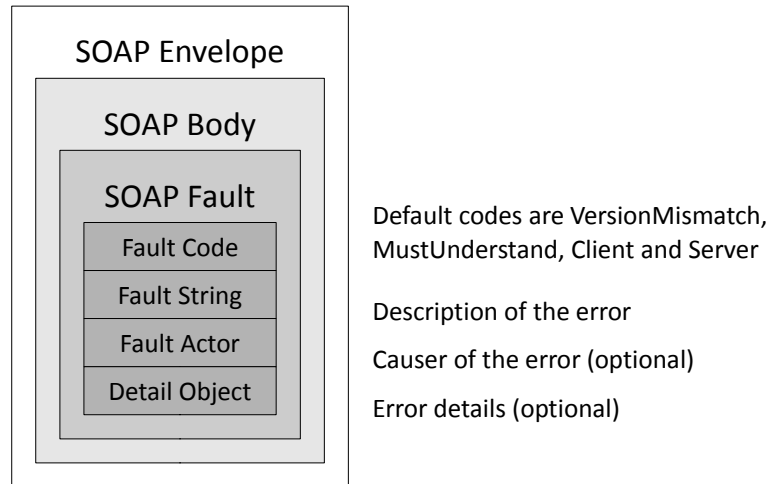 SOAP Envelope
SOAP Body
SOAP Fault
Fault Code
Fault String
Fault Actor
Detail Object
Default codes are VersionMismatch,
MustUnderstand, Client and Server
Description of the error
Causer of the error (optional)
Error details (optional)